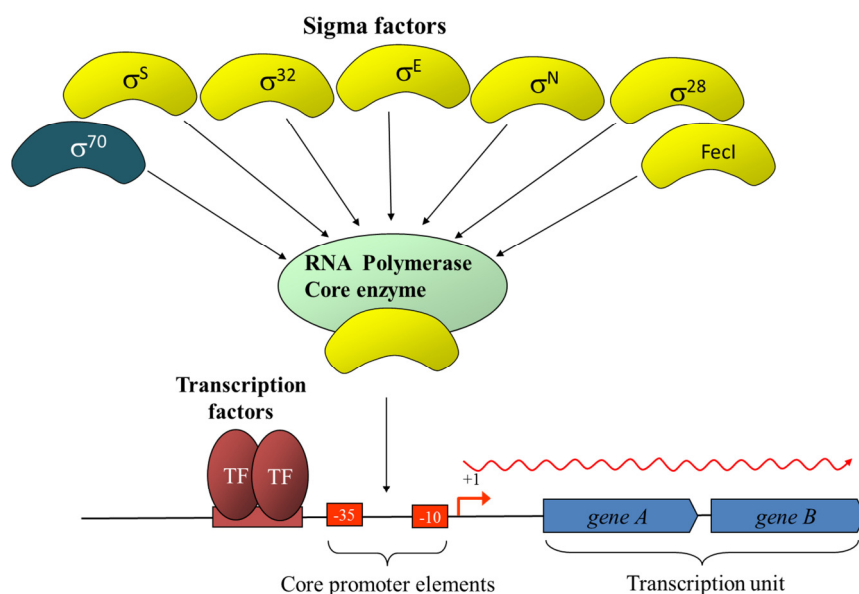 Sigma factors
σS
σ32
σE
σN
σ28
σ70
FecI
RNA Polymerase
Core enzyme
Transcription
factors
TF
TF
+1
-35
-10
gene A
gene B
Core promoter elements
Transcription unit